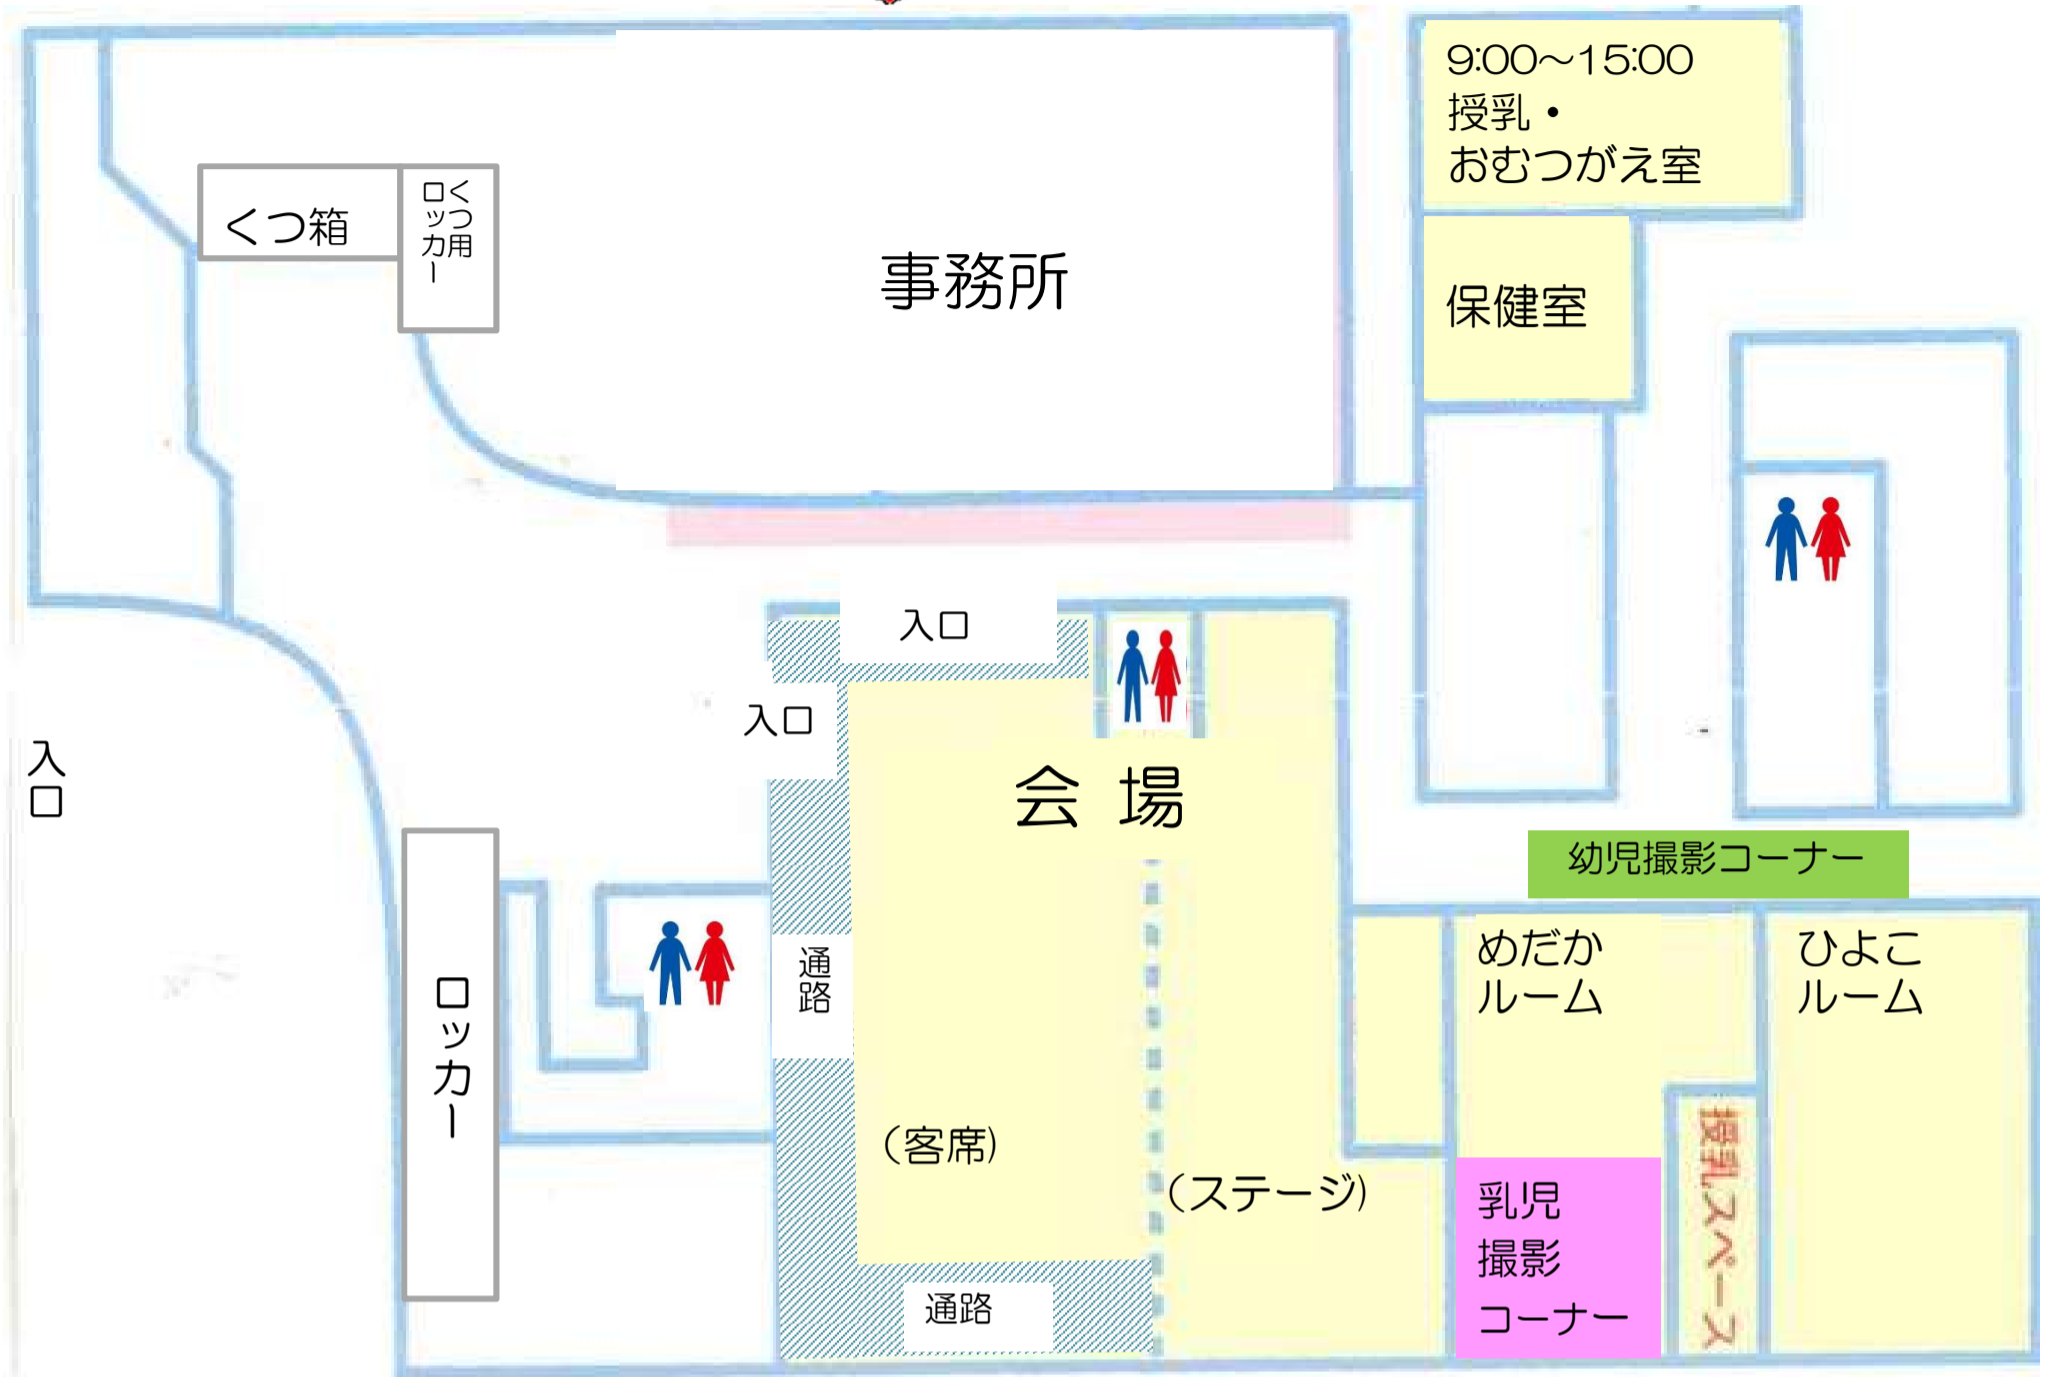 9:00～15:00
授乳・
おむつがえ室
くつ箱
くつ用
ロッカー
事務所
保健室
入口
入口
入口
会 場
幼児撮影コーナー
めだか
ルーム
ひよこ
ルーム
通路
ロッカー
(客席)
(ステージ)
授乳スペース
乳児
撮影
コーナー
通路